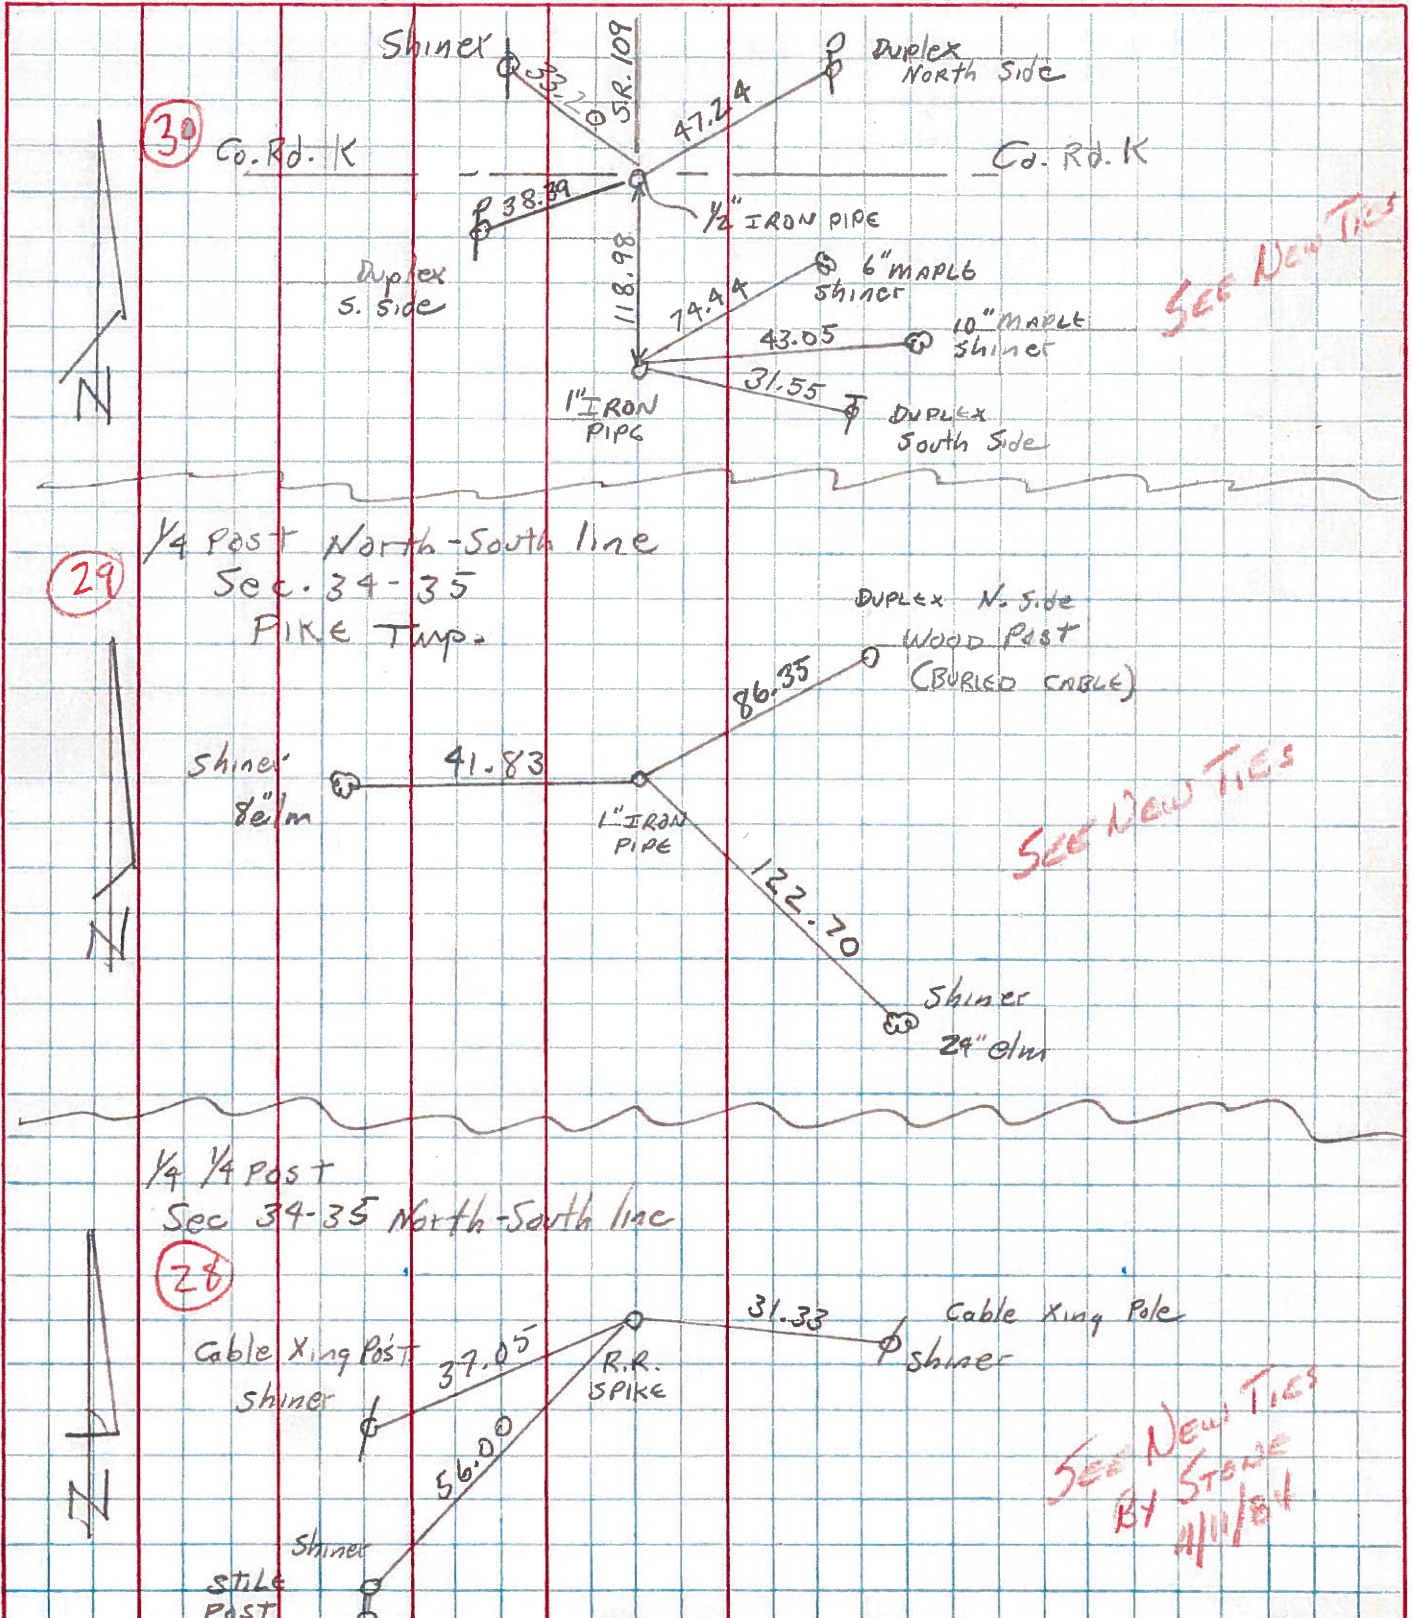 Shiner
33.20
S.R. 109
47.24
Duplex
North Side
30
Co. Rd. K
Co. Rd. K
38.39
1/2" IRON PIPE
Duplex
S. Side
118.98
74.44
6" MAPLE
Shiner
43.05
10" MAPLE
Shiner
31.55
1" IRON
PIPE
DUPLEX
South Side
SEE NEW TIES
N
1/4 Post North-South line
29
Sec. 34-35
PIKE Twp.
DUPLEX N. Side
WOOD POST
(BURIED CABLE)
86.35
Shiner
8" elm
41.83
1" IRON
PIPE
122.70
SEE NEW TIES
Shiner
24" elm
N
1/4 1/4 Post
Sec 34-35 North-South line
28
Cable Xing Post
Shiner
37.05
R.R.
SPIKE
31.33
Cable Xing Pole
Shiner
56.00
SEE NEW TIES
BY STONE
11/11/84
N
Shiner
STILE
POST